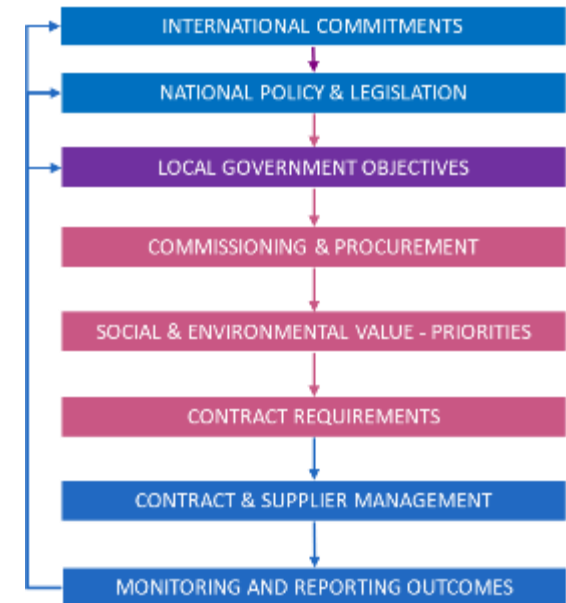 INTERNATIONAL COMMITMENTS
NATIONAL POLICY & LEGISLATION
LOCAL GOVERNMENT OBJECTIVES
COMMISSIONING & PROCUREMENT
SOCIAL & ENVIRONMENTAL VALUE - PRIORITIES
CONTRACT REQUIREMENTS
CONTRACT & SUPPLIER MANAGEMENT
MONITORING AND REPORTING OUTCOMES